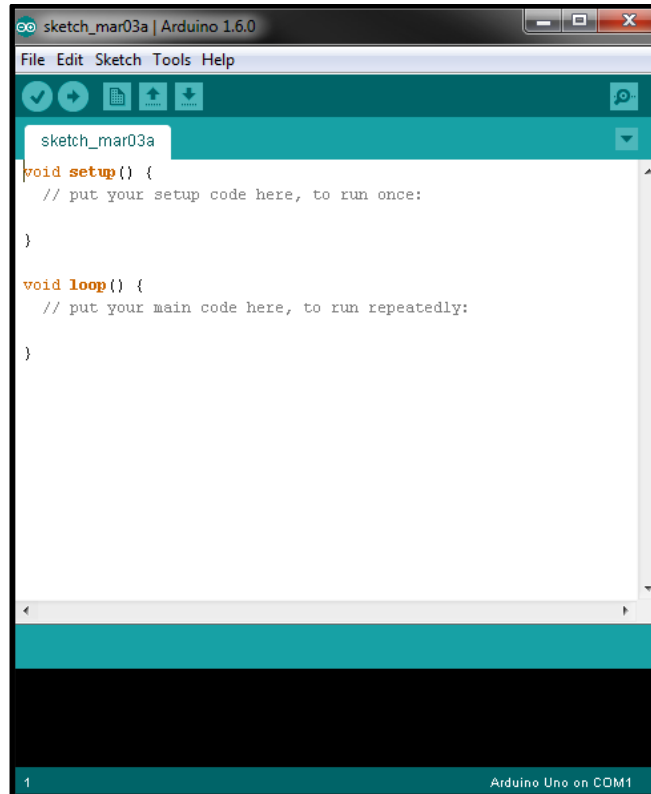 sketch_mar03a | Arduino 1.6.0
File Edit Sketch Tools Help
sketch_mar03a
void setup() {
  // put your setup code here, to run once:

}

void loop() {
  // put your main code here, to run repeatedly:

}
1 Arduino Uno on COM1